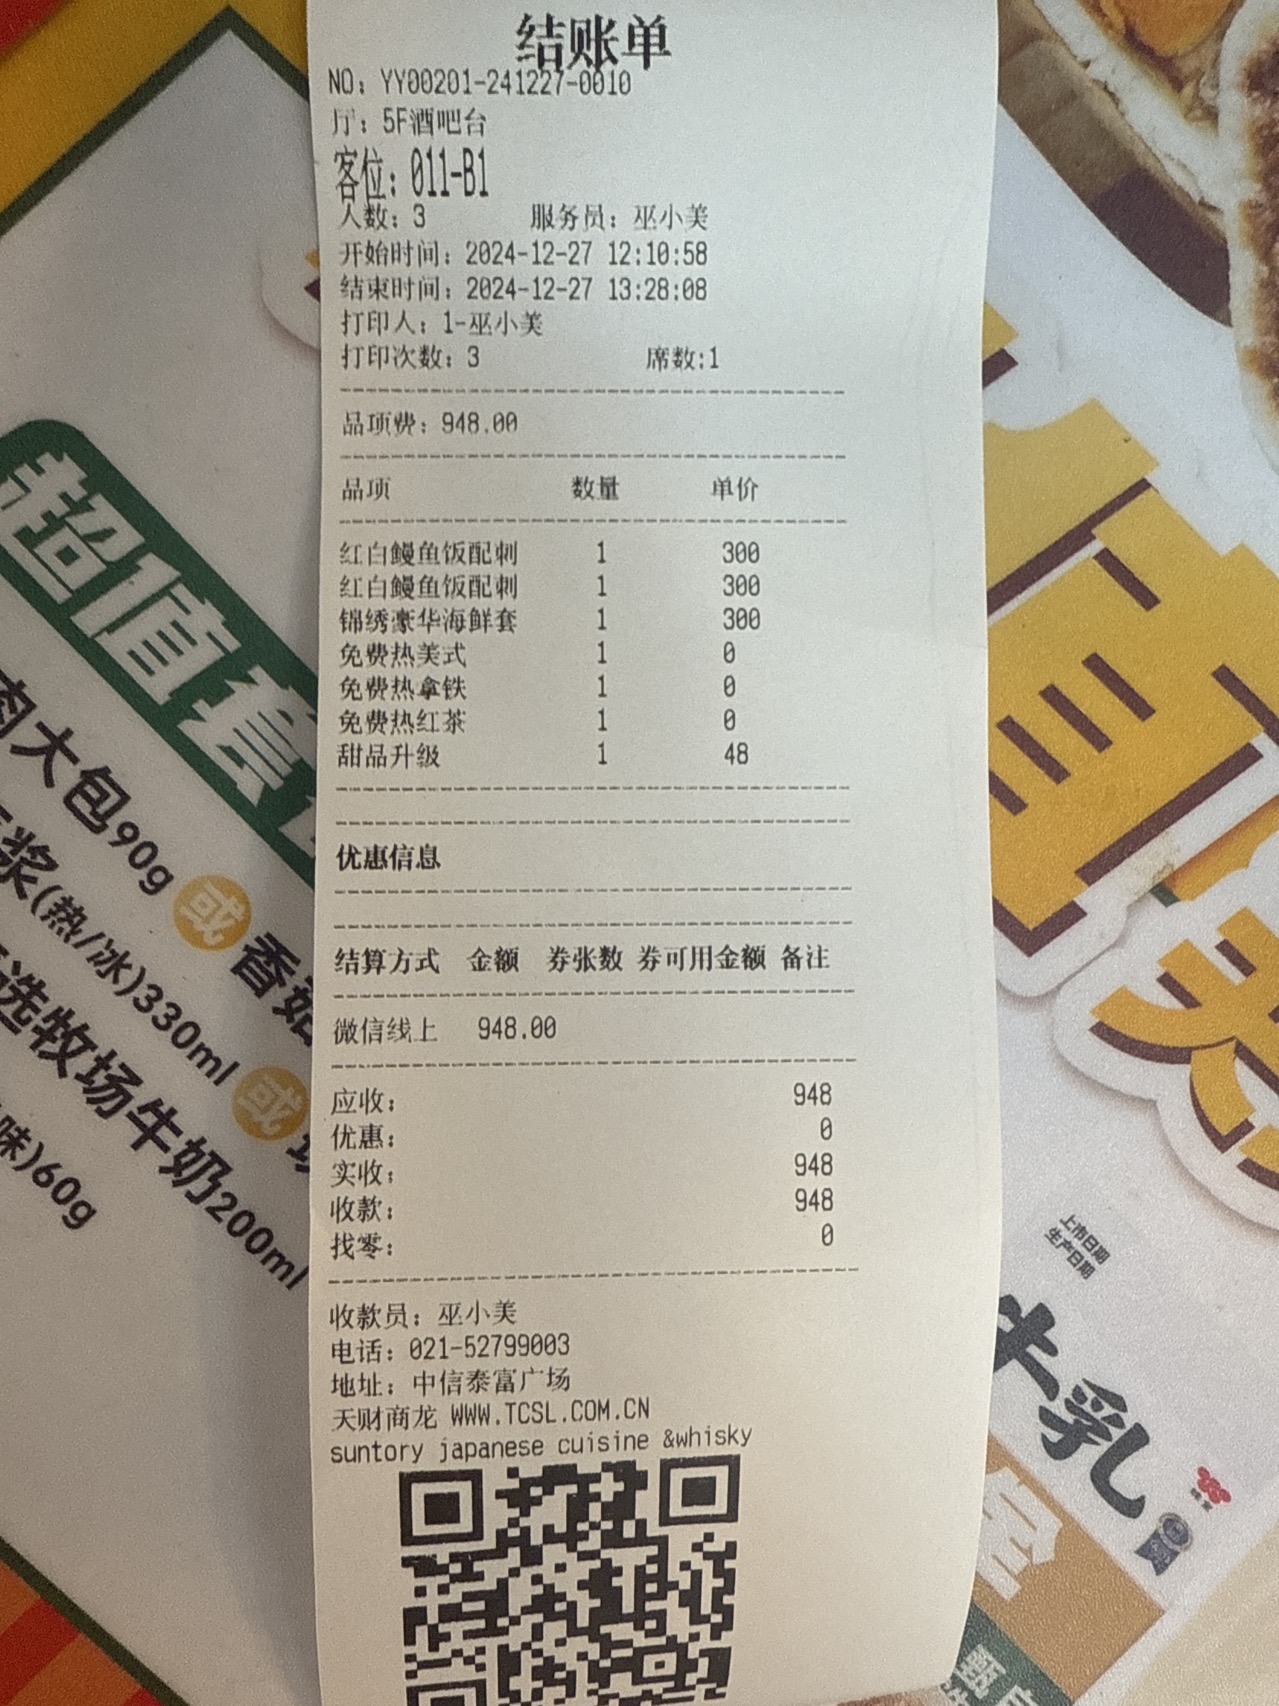 结账单
NO: YY00201-241227-0010
厅: 5F酒吧台
客位: 011-B1
人数: 3 服务员: 巫小美
开始时间: 2024-12-27 12:10:58
结束时间: 2024-12-27 13:28:08
打印人: 1-巫小美
打印次数: 3 席数:1
品项费: 948.00
品项 数量 单价
红白鳗鱼饭配刺 1 300
红白鳗鱼饭配刺 1 300
锦绣豪华海鲜套 1 300
免费热美式 1 0
免费热拿铁 1 0
免费热红茶 1 0
甜品升级 1 48
优惠信息
结算方式 金额 券张数 券可用金额 备注
微信线上 948.00
应收: 948
优惠: 0
实收: 948
收款: 948
找零: 0
收款员: 巫小美
电话: 021-52799003
地址: 中信泰富广场
天财商龙 WWW.TCSL.COM.CN
suntory japanese cuisine &whisky
超值套
肉大包90g 或 香菇
浆(热/冰)330ml 或
选牧场牛奶200ml
味)60g
上市日期
生产日期
牛乳